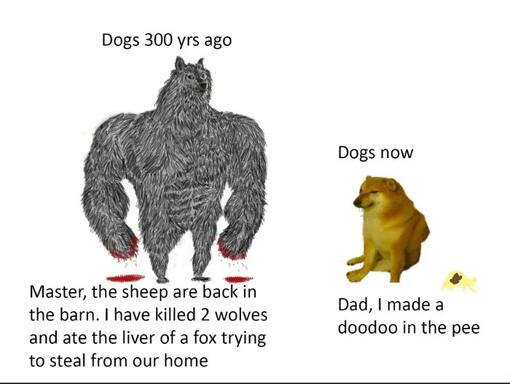 Dogs 300 yrs ago
Master, the sheep are back in
the barn. I have killed 2 wolves
and ate the liver of a fox trying
to steal from our home
Dogs now
Dad, I made a
doodoo in the pee